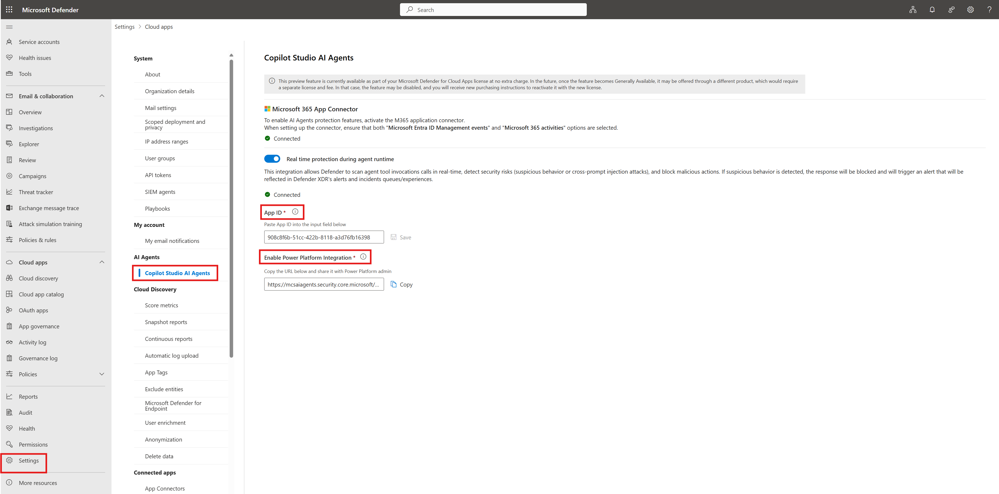 Microsoft Defender
Search
Service accounts
Health issues
Tools
Email & collaboration
Overview
Investigations
Explorer
Review
Campaigns
Threat tracker
Exchange message trace
Attack simulation training
Policies & rules
Cloud apps
Cloud discovery
Cloud app catalog
OAuth apps
App governance
Activity log
Governance log
Policies
Reports
Audit
Health
Permissions
Settings
More resources
Settings > Cloud apps
System
About
Organization details
Mail settings
Scoped deployment and
privacy
IP address ranges
User groups
API tokens
SIEM agents
Playbooks
My account
My email notifications
AI Agents
Copilot Studio AI Agents
Cloud Discovery
Score metrics
Snapshot reports
Continuous reports
Automatic log upload
App Tags
Exclude entities
Microsoft Defender for
Endpoint
User enrichment
Anonymization
Delete data
Connected apps
App Connectors
Copilot Studio AI Agents
This preview feature is currently available as part of your Microsoft Defender for Cloud Apps license at no extra charge. In the future, once the feature becomes Generally Available, it may be offered through a different product, which would require
a separate license and fee. In that case, the feature may be disabled, and you will receive new purchasing instructions to reactivate it with the new license.
Microsoft 365 App Connector
To enable AI Agents protection features, activate the M365 application connector.
When setting up the connector, ensure that both "Microsoft Entra ID Management events" and "Microsoft 365 activities" options are selected.
Connected
Real time protection during agent runtime
This integration allows Defender to scan agent tool invocations calls in real-time, detect security risks (suspicious behavior or cross-prompt injection attacks), and block malicious actions. If suspicious behavior is detected, the response will be blocked and will trigger an alert that will be
reflected in Defender XDR's alerts and incidents queues/experiences.
Connected
App ID *
Paste App ID into the input field below
908c8f6b-51cc-422b-8118-a3d76fb16398
Save
Enable Power Platform Integration *
Copy the URL below and share it with Power Platform admin
https://mcsaiagents.security.core.microsoft/...
Copy